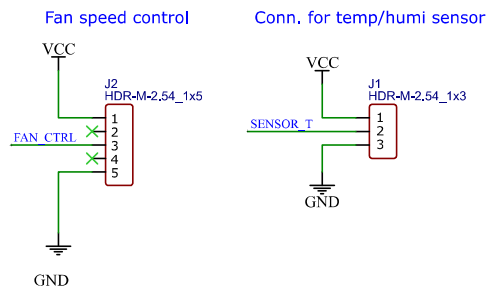 Fan speed control
VCC
J2
HDR-M-2.54_1x5
1
2
FAN_CTRL
3
4
5
GND
Conn. for temp/humi sensor
VCC
J1
HDR-M-2.54_1x3
1
SENSOR_T
2
3
GND